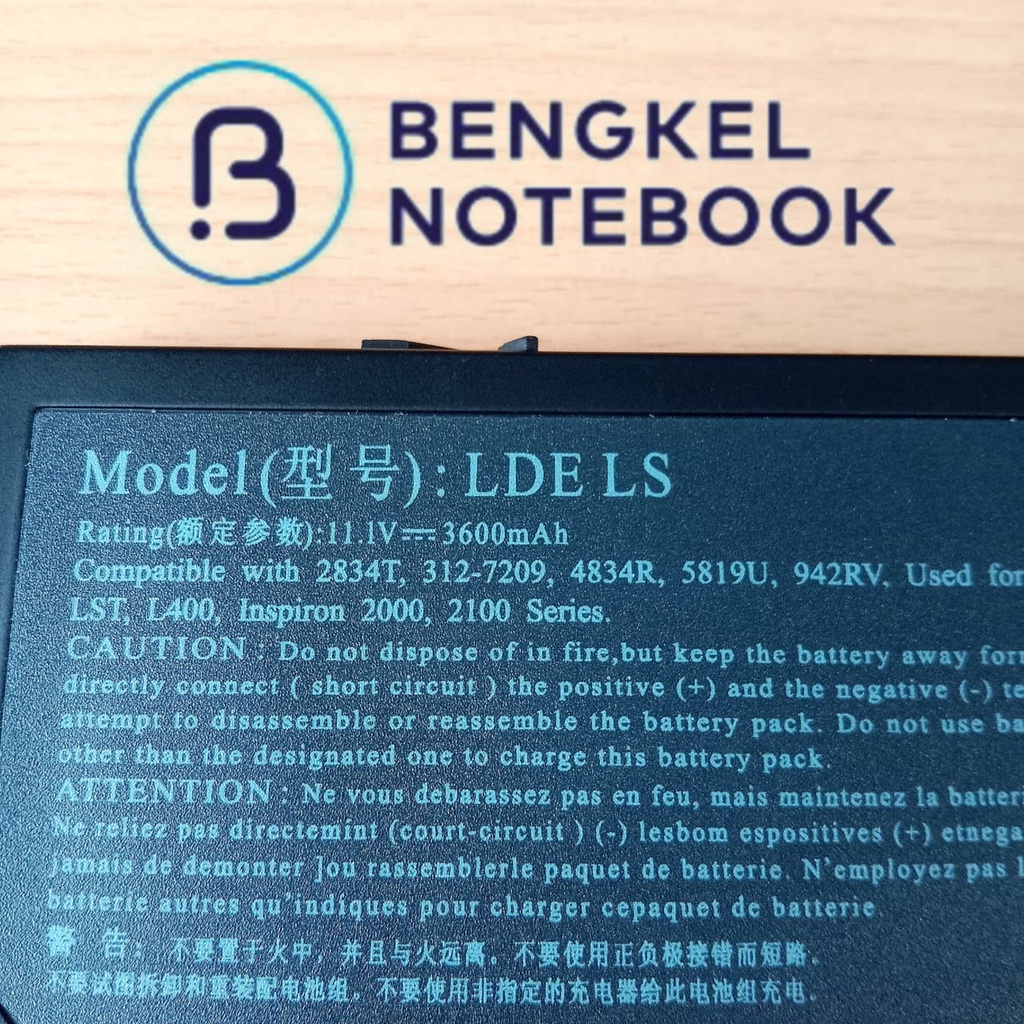 BENGKEL
NOTEBOOK
Model(型 号): LDE LS
Rating(额定参数):11.1V⎓3600mAh
Compatible with 2834T, 312-7209, 4834R, 5819U, 942RV, Used for
LST, L400, Inspiron 2000, 2100 Series.
CAUTION : Do not dispose of in fire,but keep the battery away form
directly connect ( short circuit ) the positive (+) and the negative (-) te
attempt to disassemble or reassemble the battery pack. Do not use ba
other than the designated one to charge this battery pack.
ATTENTION : Ne vous debarassez pas en feu, mais maintenez la batteri
Ne reliez pas directemint (court-circuit ) (-) lesbom espositives (+) etnega
jamais de demonter ]ou rassemblerle paquet de batterie. N'employez pas l
batterie autres qu'indiques pour charger cepaquet de batterie.
警 告: 不要置于火中, 并且与火远离, 不要使用正负极接错而短路.
不要试图拆卸和重装配电池组, 不要使用非指定的充电器给此电池组充电.